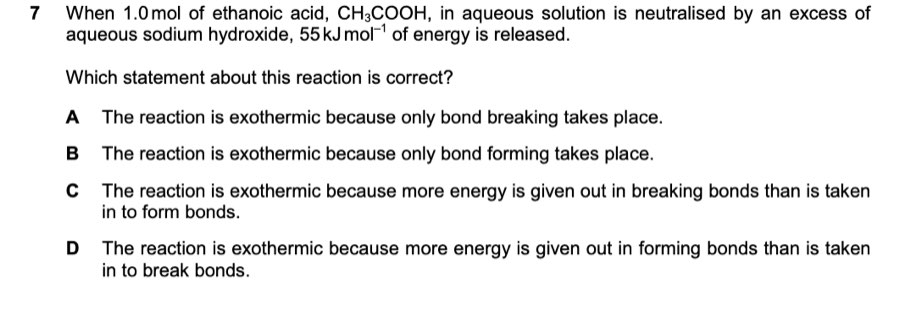 7 When 1.0 mol of ethanoic acid, CH₃COOH, in aqueous solution is neutralised by an excess of
aqueous sodium hydroxide, 55 kJ mol⁻¹ of energy is released.
Which statement about this reaction is correct?
A The reaction is exothermic because only bond breaking takes place.
B The reaction is exothermic because only bond forming takes place.
C The reaction is exothermic because more energy is given out in breaking bonds than is taken
in to form bonds.
D The reaction is exothermic because more energy is given out in forming bonds than is taken
in to break bonds.